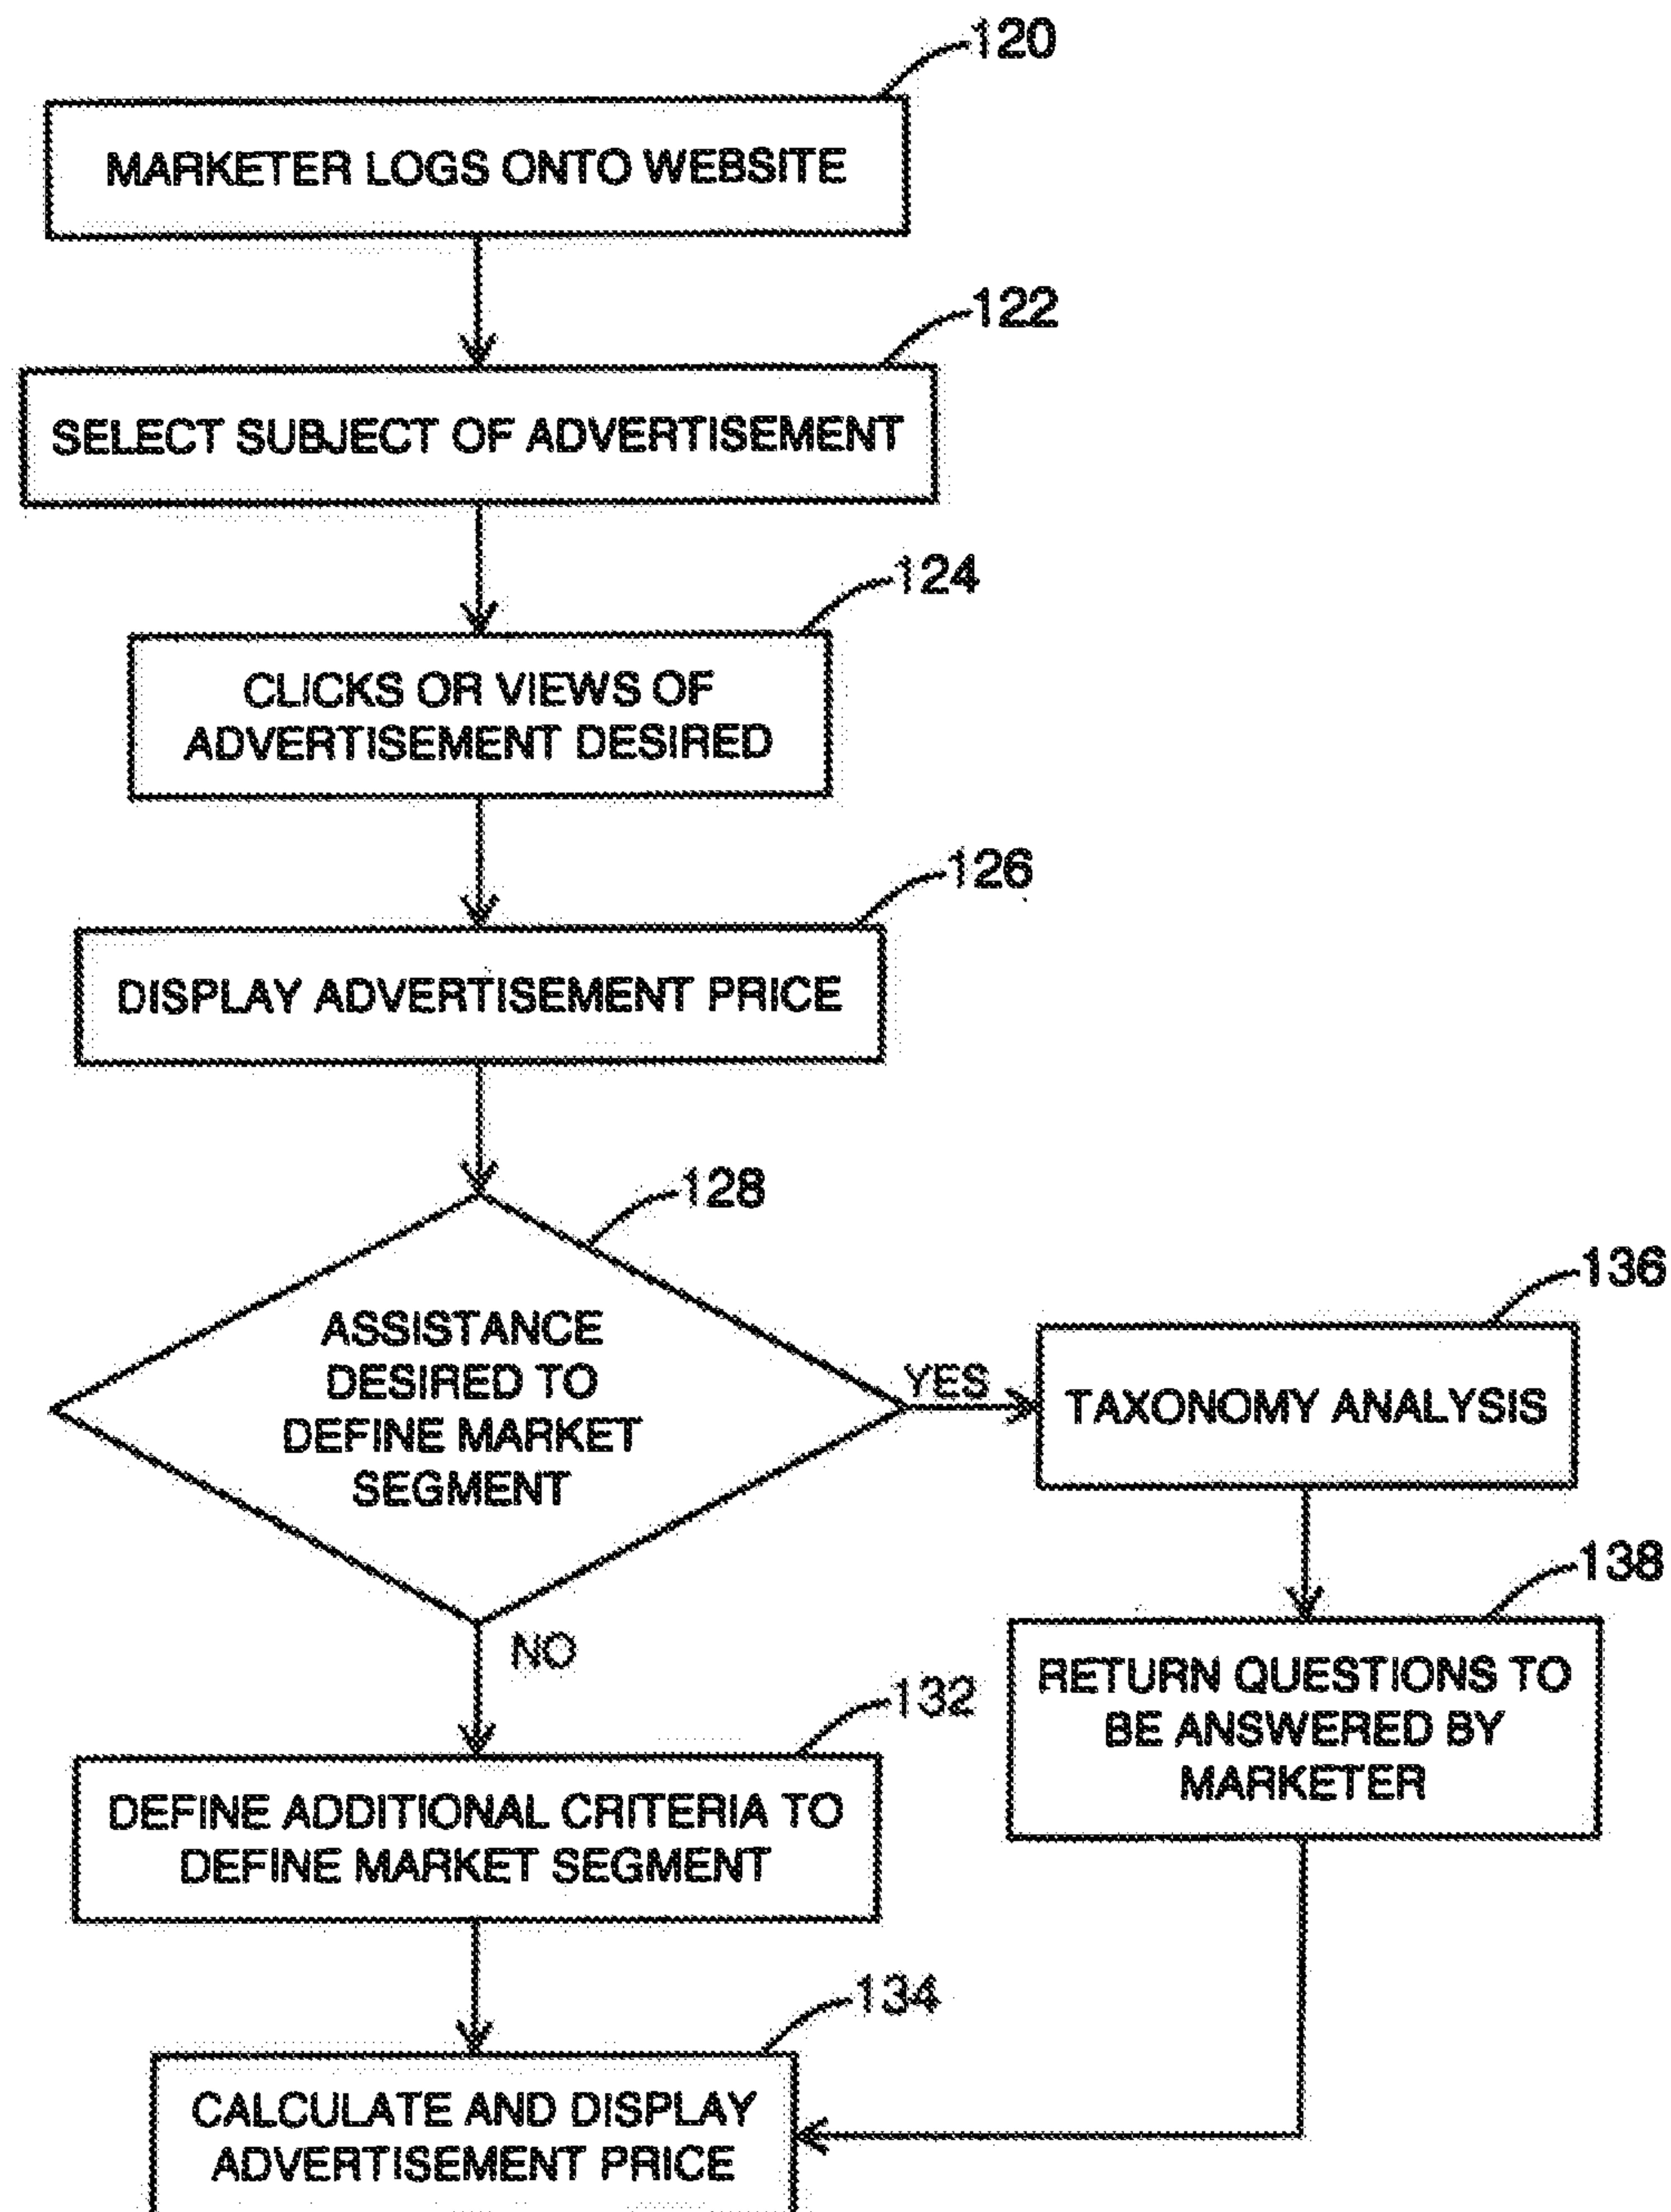 120
MARKETER LOGS ONTO WEBSITE
122
SELECT SUBJECT OF ADVERTISEMENT
124
CLICKS OR VIEWS OF
ADVERTISEMENT DESIRED
126
DISPLAY ADVERTISEMENT PRICE
128
ASSISTANCE
DESIRED TO
DEFINE MARKET
SEGMENT
YES
136
TAXONOMY ANALYSIS
138
RETURN QUESTIONS TO
BE ANSWERED BY
MARKETER
NO
132
DEFINE ADDITIONAL CRITERIA TO
DEFINE MARKET SEGMENT
134
CALCULATE AND DISPLAY
ADVERTISEMENT PRICE